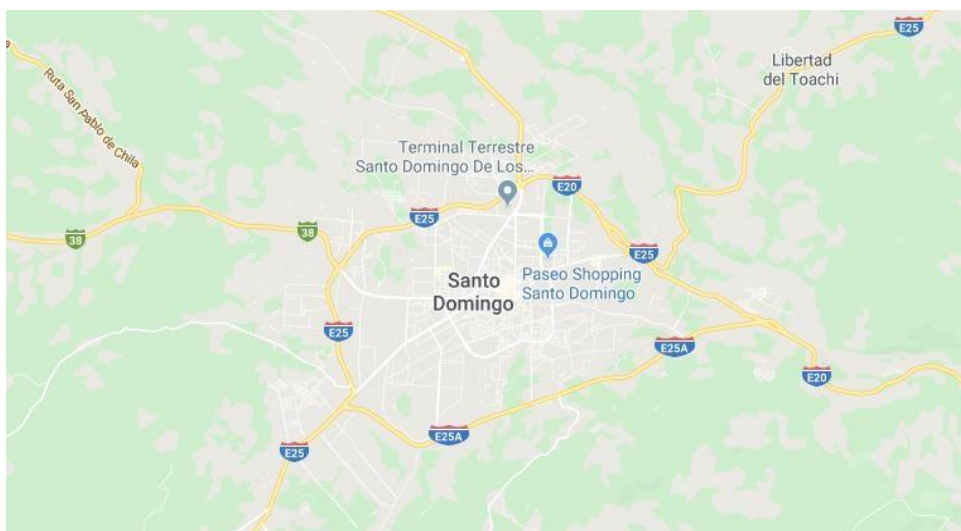 E25
Libertad
del Toachi
Ruta San Pablo de Chila
Terminal Terrestre
Santo Domingo De Los...
E20
E25
38
38
E25
Paseo Shopping
Santo Domingo
Santo
Domingo
E25
E25A
E20
E25A
E25